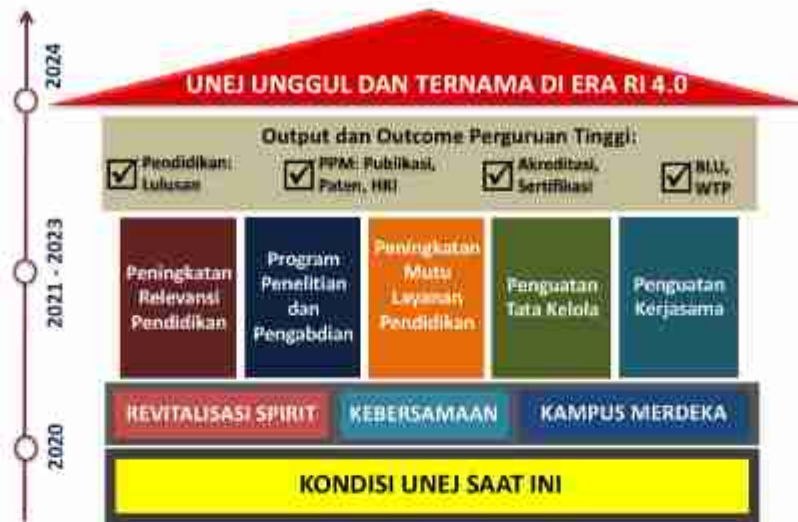 2024
UNEJ UNGGUL DAN TERNAMA DI ERA RI 4.0
Output dan Outcome Perguruan Tinggi:
Pendidikan:
Lulusan
PPM: Publikasi,
Paten, HKI
Akreditasi,
Sertifikasi
BLU,
WTP
2021 - 2023
Peningkatan
Relevansi
Pendidikan
Program
Penelitian
dan
Pengabdian
Peningkatan
Mutu
Layanan
Pendidikan
Penguatan
Tata Kelola
Penguatan
Kerjasama
2020
REVITALISASI SPIRIT
KEBERSAMAAN
KAMPUS MERDEKA
KONDISI UNEJ SAAT INI